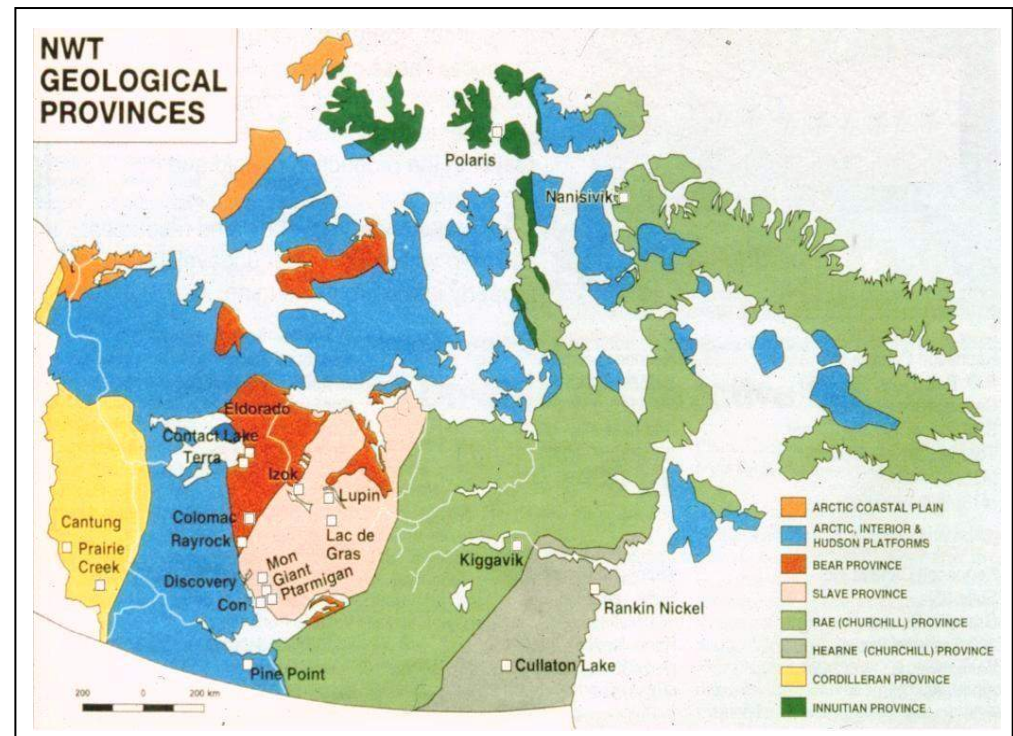 NWT
GEOLOGICAL
PROVINCES
Polaris
Nanisivik
Eldorado
Contact Lake
Terra
Izok
Lupin
Colomac
Rayrock
Lac de
Gras
Cantung
Prairie
Creek
Mon
Giant
Ptarmigan
Discovery
Con
Kiggavik
Rankin Nickel
Cullaton Lake
Pine Point
200 0 200 km
ARCTIC COASTAL PLAIN
ARCTIC, INTERIOR &
HUDSON PLATFORMS
BEAR PROVINCE
SLAVE PROVINCE
RAE (CHURCHILL) PROVINCE
HEARNE (CHURCHILL) PROVINCE
CORDILLERAN PROVINCE
INNUITIAN PROVINCE